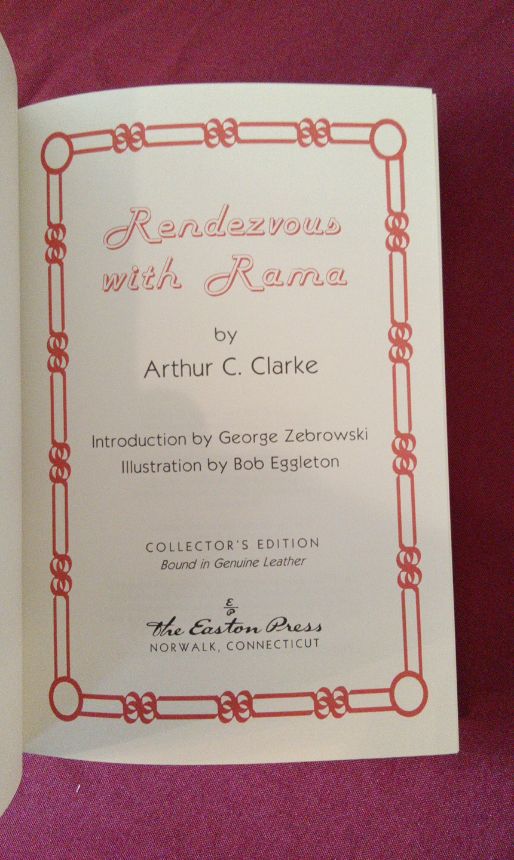 Rendezvous
with Rama
by
Arthur C. Clarke
Introduction by George Zebrowski
Illustration by Bob Eggleton
COLLECTOR'S EDITION
Bound in Genuine Leather
E
P
The Easton Press
NORWALK, CONNECTICUT